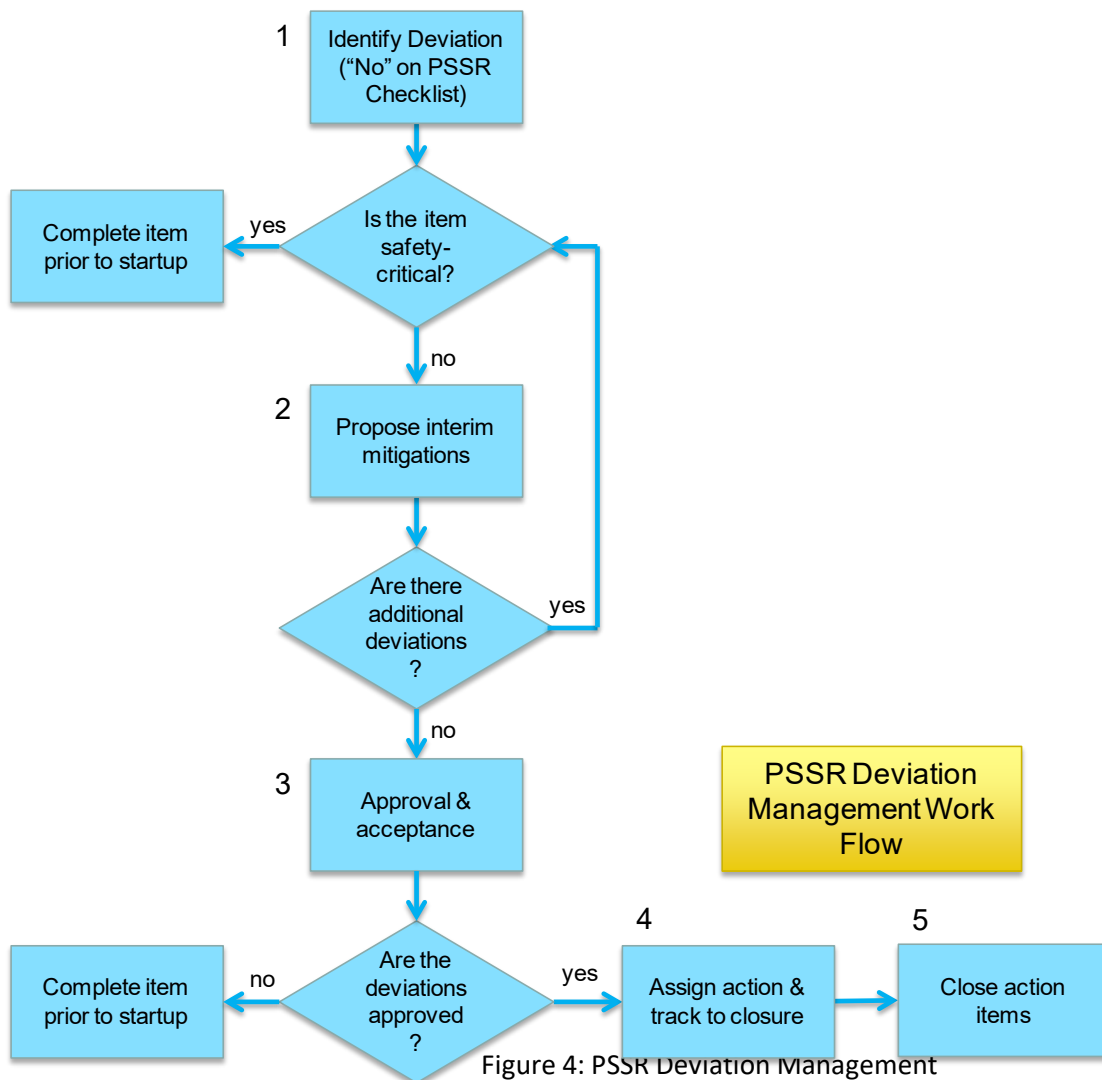 1
Identify Deviation
(“No” on PSSR
Checklist)
Complete item
prior to startup
yes
Is the item
safety-
critical?
no
2
Propose interim
mitigations
Are there
additional
deviations
?
yes
no
3
Approval &
acceptance
PSSR Deviation
Management Work
Flow
Complete item
prior to startup
no
Are the
deviations
approved
?
yes
4
Assign action &
track to closure
5
Close action
items
Figure 4: PSSR Deviation Management